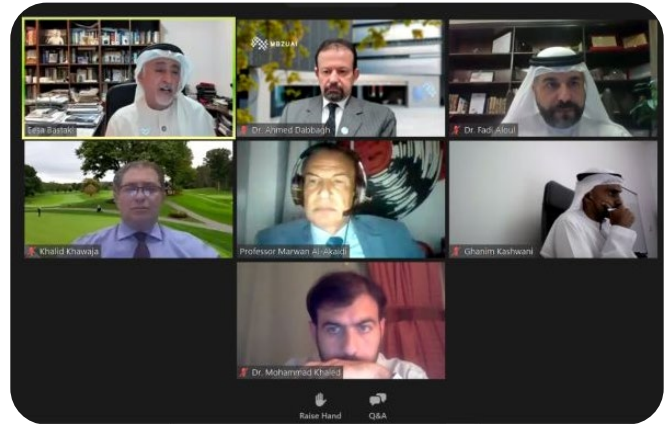 Eesa Bastaki
MBZUAI
Dr. Ahmed Dabbagh
Dr. Fadi Aloul
Khalid Khawaja
Professor Marwan Al-Akaidi
Ghanim Kashwani
Dr. Mohammad Khaled
Raise Hand
Q&A